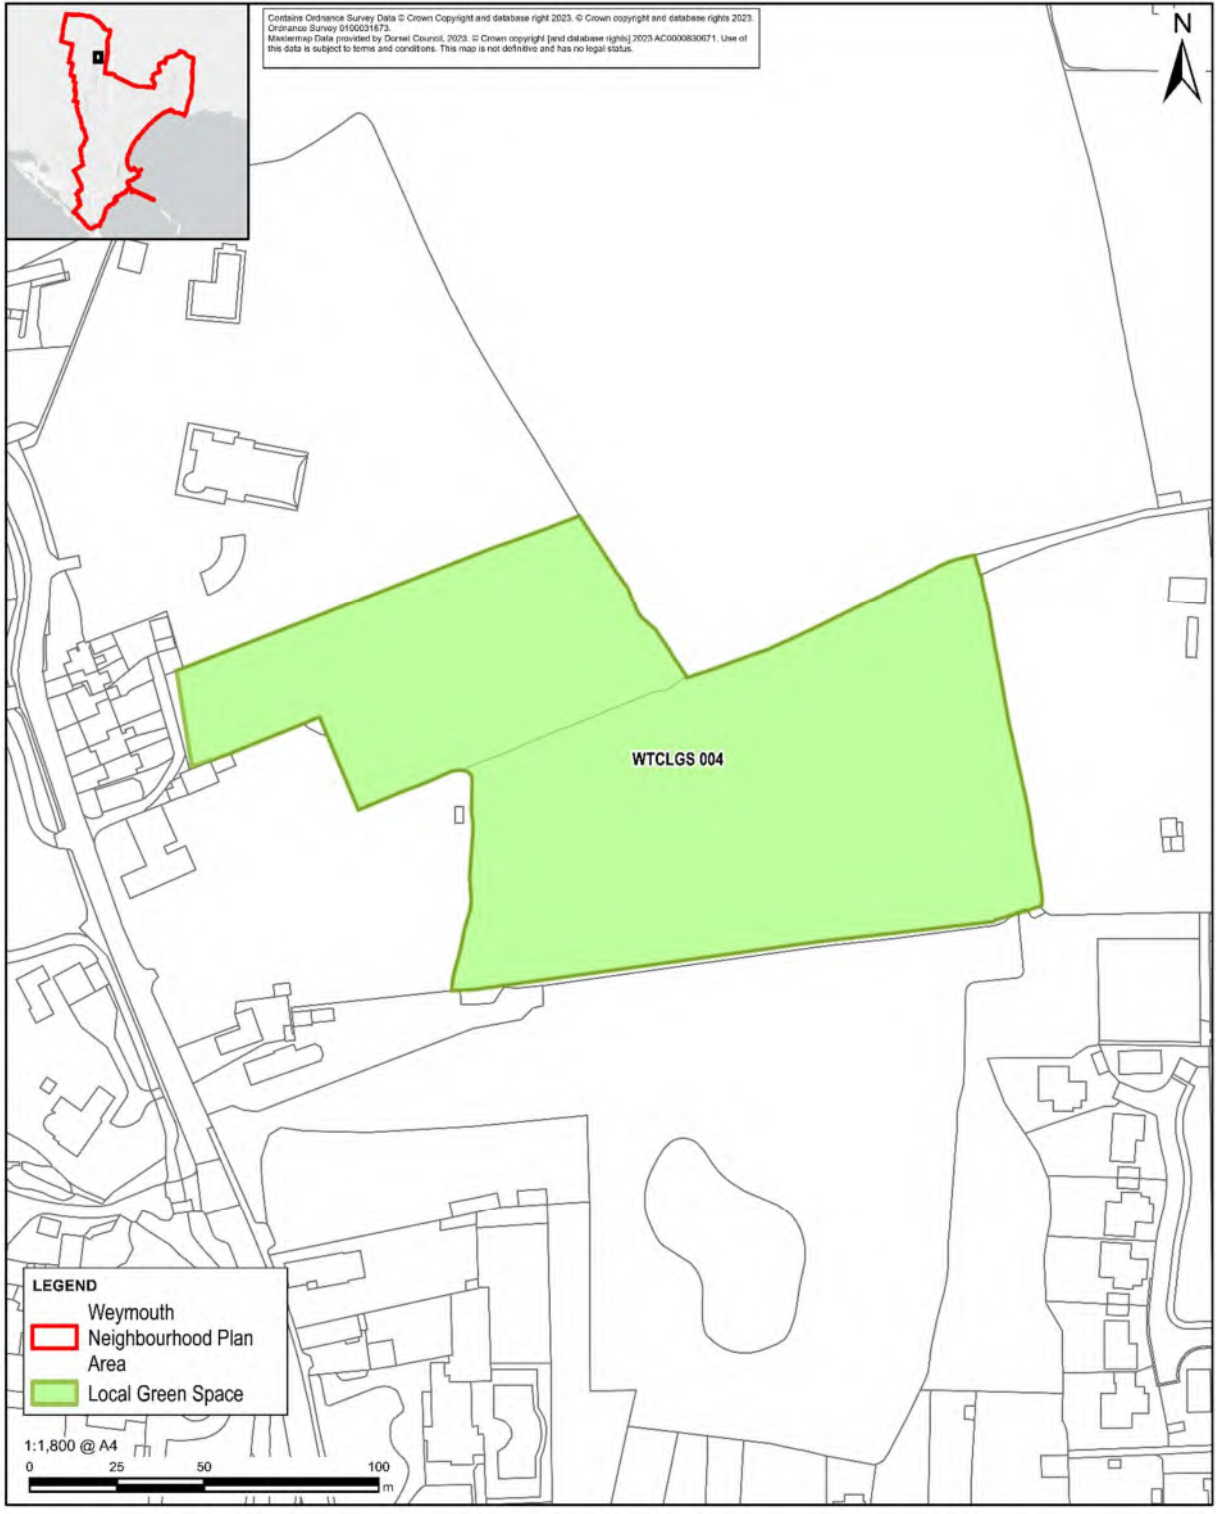 Contains Ordnance Survey Data © Crown Copyright and database right 2023. © Crown copyright and database rights 2023.
Ordnance Survey 0100031673.
Mastermap Data provided by Dorset Council, 2023. © Crown copyright [and database rights] 2023 AC0000830671. Use of
this data is subject to terms and conditions. This map is not definitive and has no legal status.
N
WTCLGS 004
LEGEND
Weymouth
Neighbourhood Plan
Area
Local Green Space
1:1,800 @ A4
0 25 50 100
m